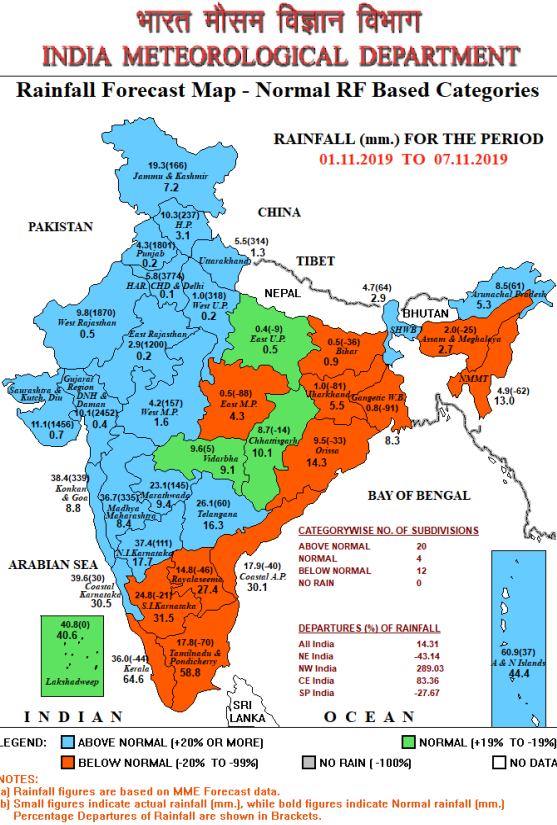 भारत मौसम विज्ञान विभाग
INDIA METEOROLOGICAL DEPARTMENT
Rainfall Forecast Map - Normal RF Based Categories
RAINFALL (mm.) FOR THE PERIOD
01.11.2019 TO 07.11.2019
19.3(166)
Jammu & Kashmir
7.2
CHINA
10.3(237)
H.P.
3.1
PAKISTAN
4.3(1801)
Punjab
0.2
5.5(314)
1.3
Uttarakhand
TIBET
5.8(3774)
HAR. CHD & Delhi
0.1
NEPAL
1.0(318)
West U.P.
0.2
4.7(64)
2.9
SHWB
BHUTAN
8.5(61)
Arunachal Pradesh
5.3
9.8(1870)
West Rajasthan
0.5
East Rajasthan
2.9(1200)
0.2
0.4(-9)
East U.P.
0.5
0.5(-36)
Bihar
0.9
2.0(-25)
Assam & Meghalaya
2.7
NMMT
4.9(-62)
13.0
Saurashtra &
Kutch, Diu
11.1(1456)
0.7
Gujarat
Region
DNH &
Daman
10.1(2452)
0.4
4.2(157)
West M.P.
1.6
0.5(-88)
East M.P.
4.3
1.0(-81)
Jharkhand
5.5
Gangetic W.B.
0.8(-91)
8.3
8.7(-14)
Chhattisgarh
10.1
9.6(5)
Vidarbha
9.1
9.5(-33)
Orissa
14.3
38.4(339)
Konkan
& Goa
8.8
36.7(335)
Madhya
Maharashtra
8.4
23.1(145)
Marathwada
9.4
26.1(60)
Telangana
16.3
BAY OF BENGAL
37.4(111)
N.I.Karnataka
17.7
ARABIAN SEA
39.6(30)
Coastal
Karnataka
30.5
14.8(-46)
Rayalaseema
27.4
17.9(-40)
Coastal A.P.
30.1
24.8(-21)
S.I.Karnataka
31.5
40.8(0)
40.6
Lakshadweep
36.0(-44)
Kerala
64.6
17.8(-70)
Tamilnadu &
Pondicherry
58.8
CATEGORYWISE NO. OF SUBDIVISIONS
ABOVE NORMAL 20
NORMAL 4
BELOW NORMAL 12
NO RAIN 0
DEPARTURES (%) OF RAINFALL
All India 14.31
NE India -43.14
NW India 289.03
CE India 83.36
SP India -27.67
60.9(37)
A & N Islands
44.4
SRI
LANKA
INDIAN OCEAN
LEGEND: ABOVE NORMAL (+20% OR MORE) NORMAL (+19% TO -19%)
BELOW NORMAL (-20% TO -99%) NO RAIN ( -100%) NO DATA
NOTES:
a) Rainfall figures are based on MME Forecast data.
b) Small figures indicate actual rainfall (mm.), while bold figures indicate Normal rainfall (mm.)
Percentage Departures of Rainfall are shown in Brackets.